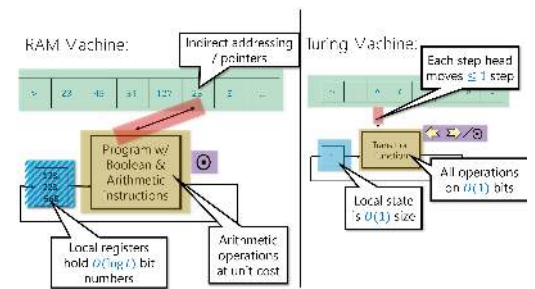 RAM Machine:
Indirect addressing
/ pointers
23
127
Program w/
Boolean &
Arithmetic
instructions
Local registers
hold O(log L) bit
numbers
Arithmetic
operations
at unit cost
Turing Machine:
Each step head
moves ≤ 1 step
Function
Local state
is O(1) size
All operations
on O(1) bits